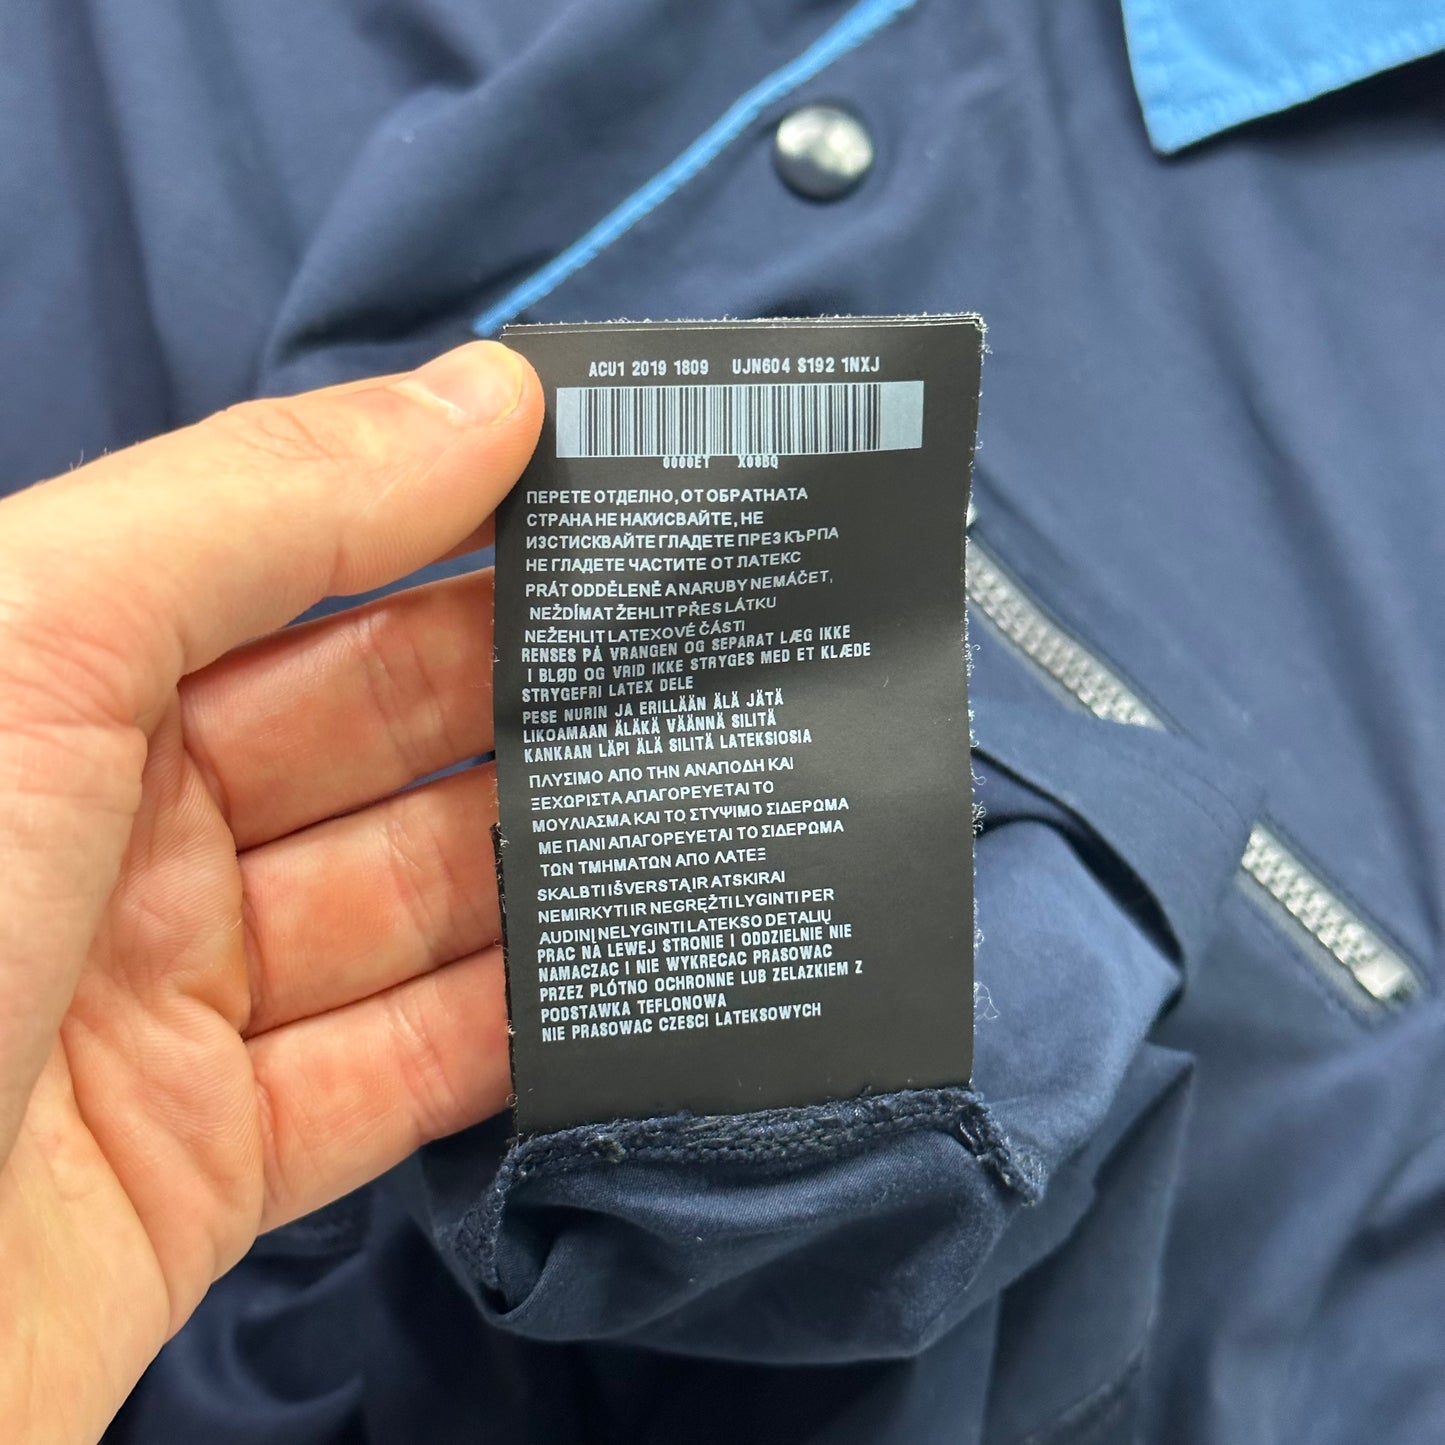 ACU1 2019 1809 UJN604 S192 1NXJ
0000ET X08BQ
ПЕРЕТЕ ОТДЕЛНО, ОТ ОБРАТНАТА
СТРАНА НЕ НАКИСВАЙТЕ, НЕ
ИЗСТИСКВАЙТЕ ГЛАДЕТЕ ПРЕЗ КЪРПА
НЕ ГЛАДЕТЕ ЧАСТИТЕ ОТ ЛАТЕКС
PRÁT ODDĚLENĚ A NARUBY NEMÁČET,
NEŽDÍMAT ŽEHLIT PŘES LÁTKU
NEŽEHLIT LATEXOVÉ ČÁSTI
RENSES PÅ VRANGEN OG SEPARAT LÆG IKKE
I BLØD OG VRID IKKE STRYGES MED ET KLÆDE
STRYGEFRI LATEX DELE
PESE NURIN JA ERILLÄÄN ÄLÄ JÄTÄ
LIKOAMAAN ÄLÄKÄ VÄÄNNÄ SILITÄ
KANKAAN LÄPI ÄLÄ SILITÄ LATEKSIOSIA
ΠΛΥΣΙΜΟ ΑΠΟ ΤΗΝ ΑΝΑΠΟΔΗ ΚΑΙ
ΞΕΧΩΡΙΣΤΑ ΑΠΑΓΟΡΕΥΕΤΑΙ ΤΟ
ΜΟΥΛΙΑΣΜΑ ΚΑΙ ΤΟ ΣΤΥΨΙΜΟ ΣΙΔΕΡΩΜΑ
ΜΕ ΠΑΝΙ ΑΠΑΓΟΡΕΥΕΤΑΙ ΤΟ ΣΙΔΕΡΩΜΑ
ΤΩΝ ΤΜΗΜΑΤΩΝ ΑΠΟ ΛΑΤΕΞ
SKALBTI IŠVERSTĄ IR ATSKIRAI
NEMIRKYTI IR NEGRĘŽTI LYGINTI PER
AUDINĮ NELYGINTI LATEKSO DETALIŲ
PRAC NA LEWEJ STRONIE I ODDZIELNIE NIE
NAMACZAC I NIE WYKRECAC PRASOWAC
PRZEZ PLÓTNO OCHRONNE LUB ZELAZKIEM Z
PODSTAWKA TEFLONOWA
NIE PRASOWAC CZESCI LATEKSOWYCH